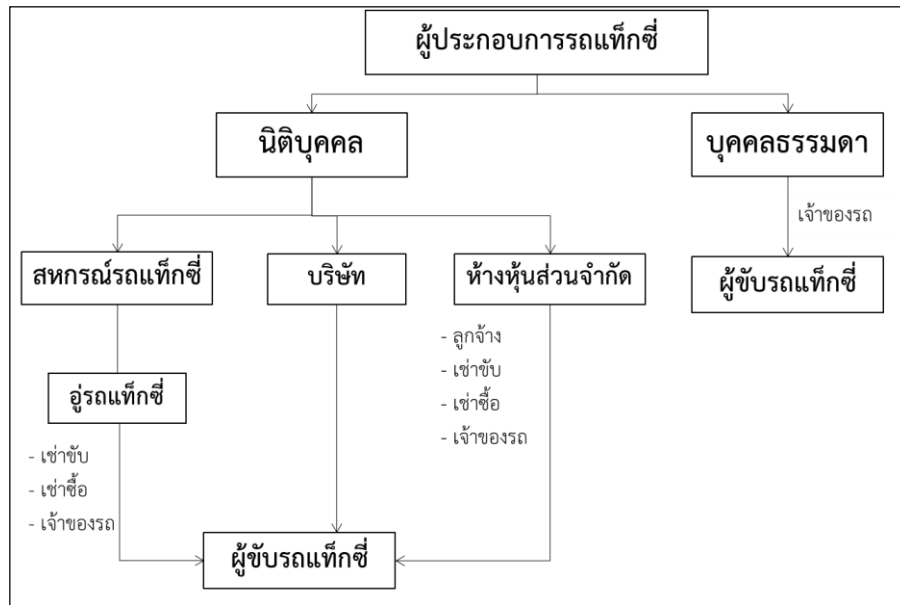 ผู้ประกอบการรถแท็กซี่
นิติบุคคล
บุคคลธรรมดา
เจ้าของรถ
สหกรณ์รถแท็กซี่
บริษัท
ห้างหุ้นส่วนจำกัด
ผู้ขับรถแท็กซี่
- ลูกจ้าง
- เช่าขับ
- เช่าซื้อ
- เจ้าของรถ
อู่รถแท็กซี่
- เช่าขับ
- เช่าซื้อ
- เจ้าของรถ
ผู้ขับรถแท็กซี่